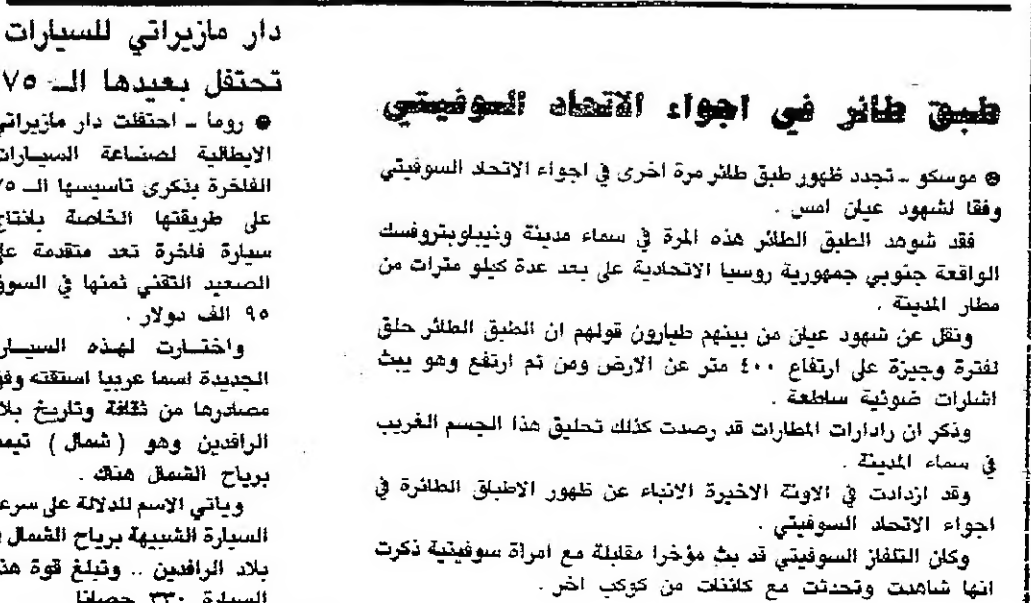 طبق طائر في اجواء الاتحاد السوفيتي
موسكو ـ تجدد ظهور طبق طائر مرة اخرى في اجواء الاتحاد السوفيتي
وفقا لشهود عيان امس .
فقد شوهد الطبق الطائر هذه المرة في سماء مدينة ونيبلوبتروفسك
الواقعة جنوبي جمهورية روسيا الاتحادية على بعد عدة كيلو مترات من
مطار المدينة .
ونقل عن شهود عيان من بينهم طيارون قولهم ان الطبق الطائر حلق
لفترة وجيزة على ارتفاع ٤٠٠ متر عن الارض ومن ثم ارتفع وهو يبث
اشارات ضوئية ساطعة .
وذكر ان رادارات المطارات قد رصدت كذلك تحليق هذا الجسم الغريب
في سماء المدينة .
وقد ازدادت في الاونة الاخيرة الانباء عن ظهور الاطباق الطائرة في
اجواء الاتحاد السوفيتي .
وكان التلفاز السوفيتي قد بث مؤخرا مقابلة مع امراة سوفيتية ذكرت
انها شاهدت وتحدثت مع كائنات من كوكب اخر .
دار مازيراتي للسيارات
تحتفل بعيدها الـ ٧٥
روما ـ احتفلت دار مازيراتي
الايطالية لصناعة السيارات
الفاخرة بذكرى تاسيسها الـ ٧٥
على طريقتها الخاصة بانتاج
سيارة فاخرة تعد متقدمة على
الصعيد التقني ثمنها في السوق
٩٥ الف دولار .
واختارت لهذه السيارة
الجديدة اسما عربيا استقته وفق
مصادرها من ثقافة وتاريخ بلاد
الرافدين وهو ( شمال ) تيمنا
برياح الشمال هناك .
وياتي الاسم للدلالة على سرعة
السيارة الشبيهة برياح الشمال
بلاد الرافدين .. وتبلغ قوة هذه
السيارة ٣٣٠ حصانا